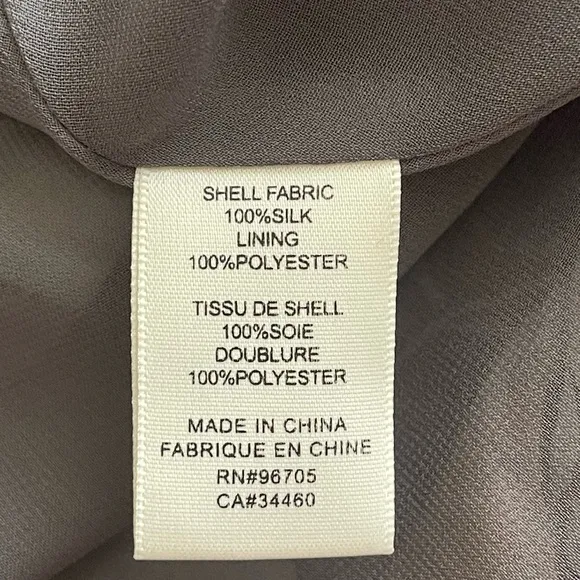 SHELL FABRIC
100%SILK
LINING
100%POLYESTER
TISSU DE SHELL
100%SOIE
DOUBLURE
100%POLYESTER
MADE IN CHINA
FABRIQUE EN CHINE
RN#96705
CA#34460